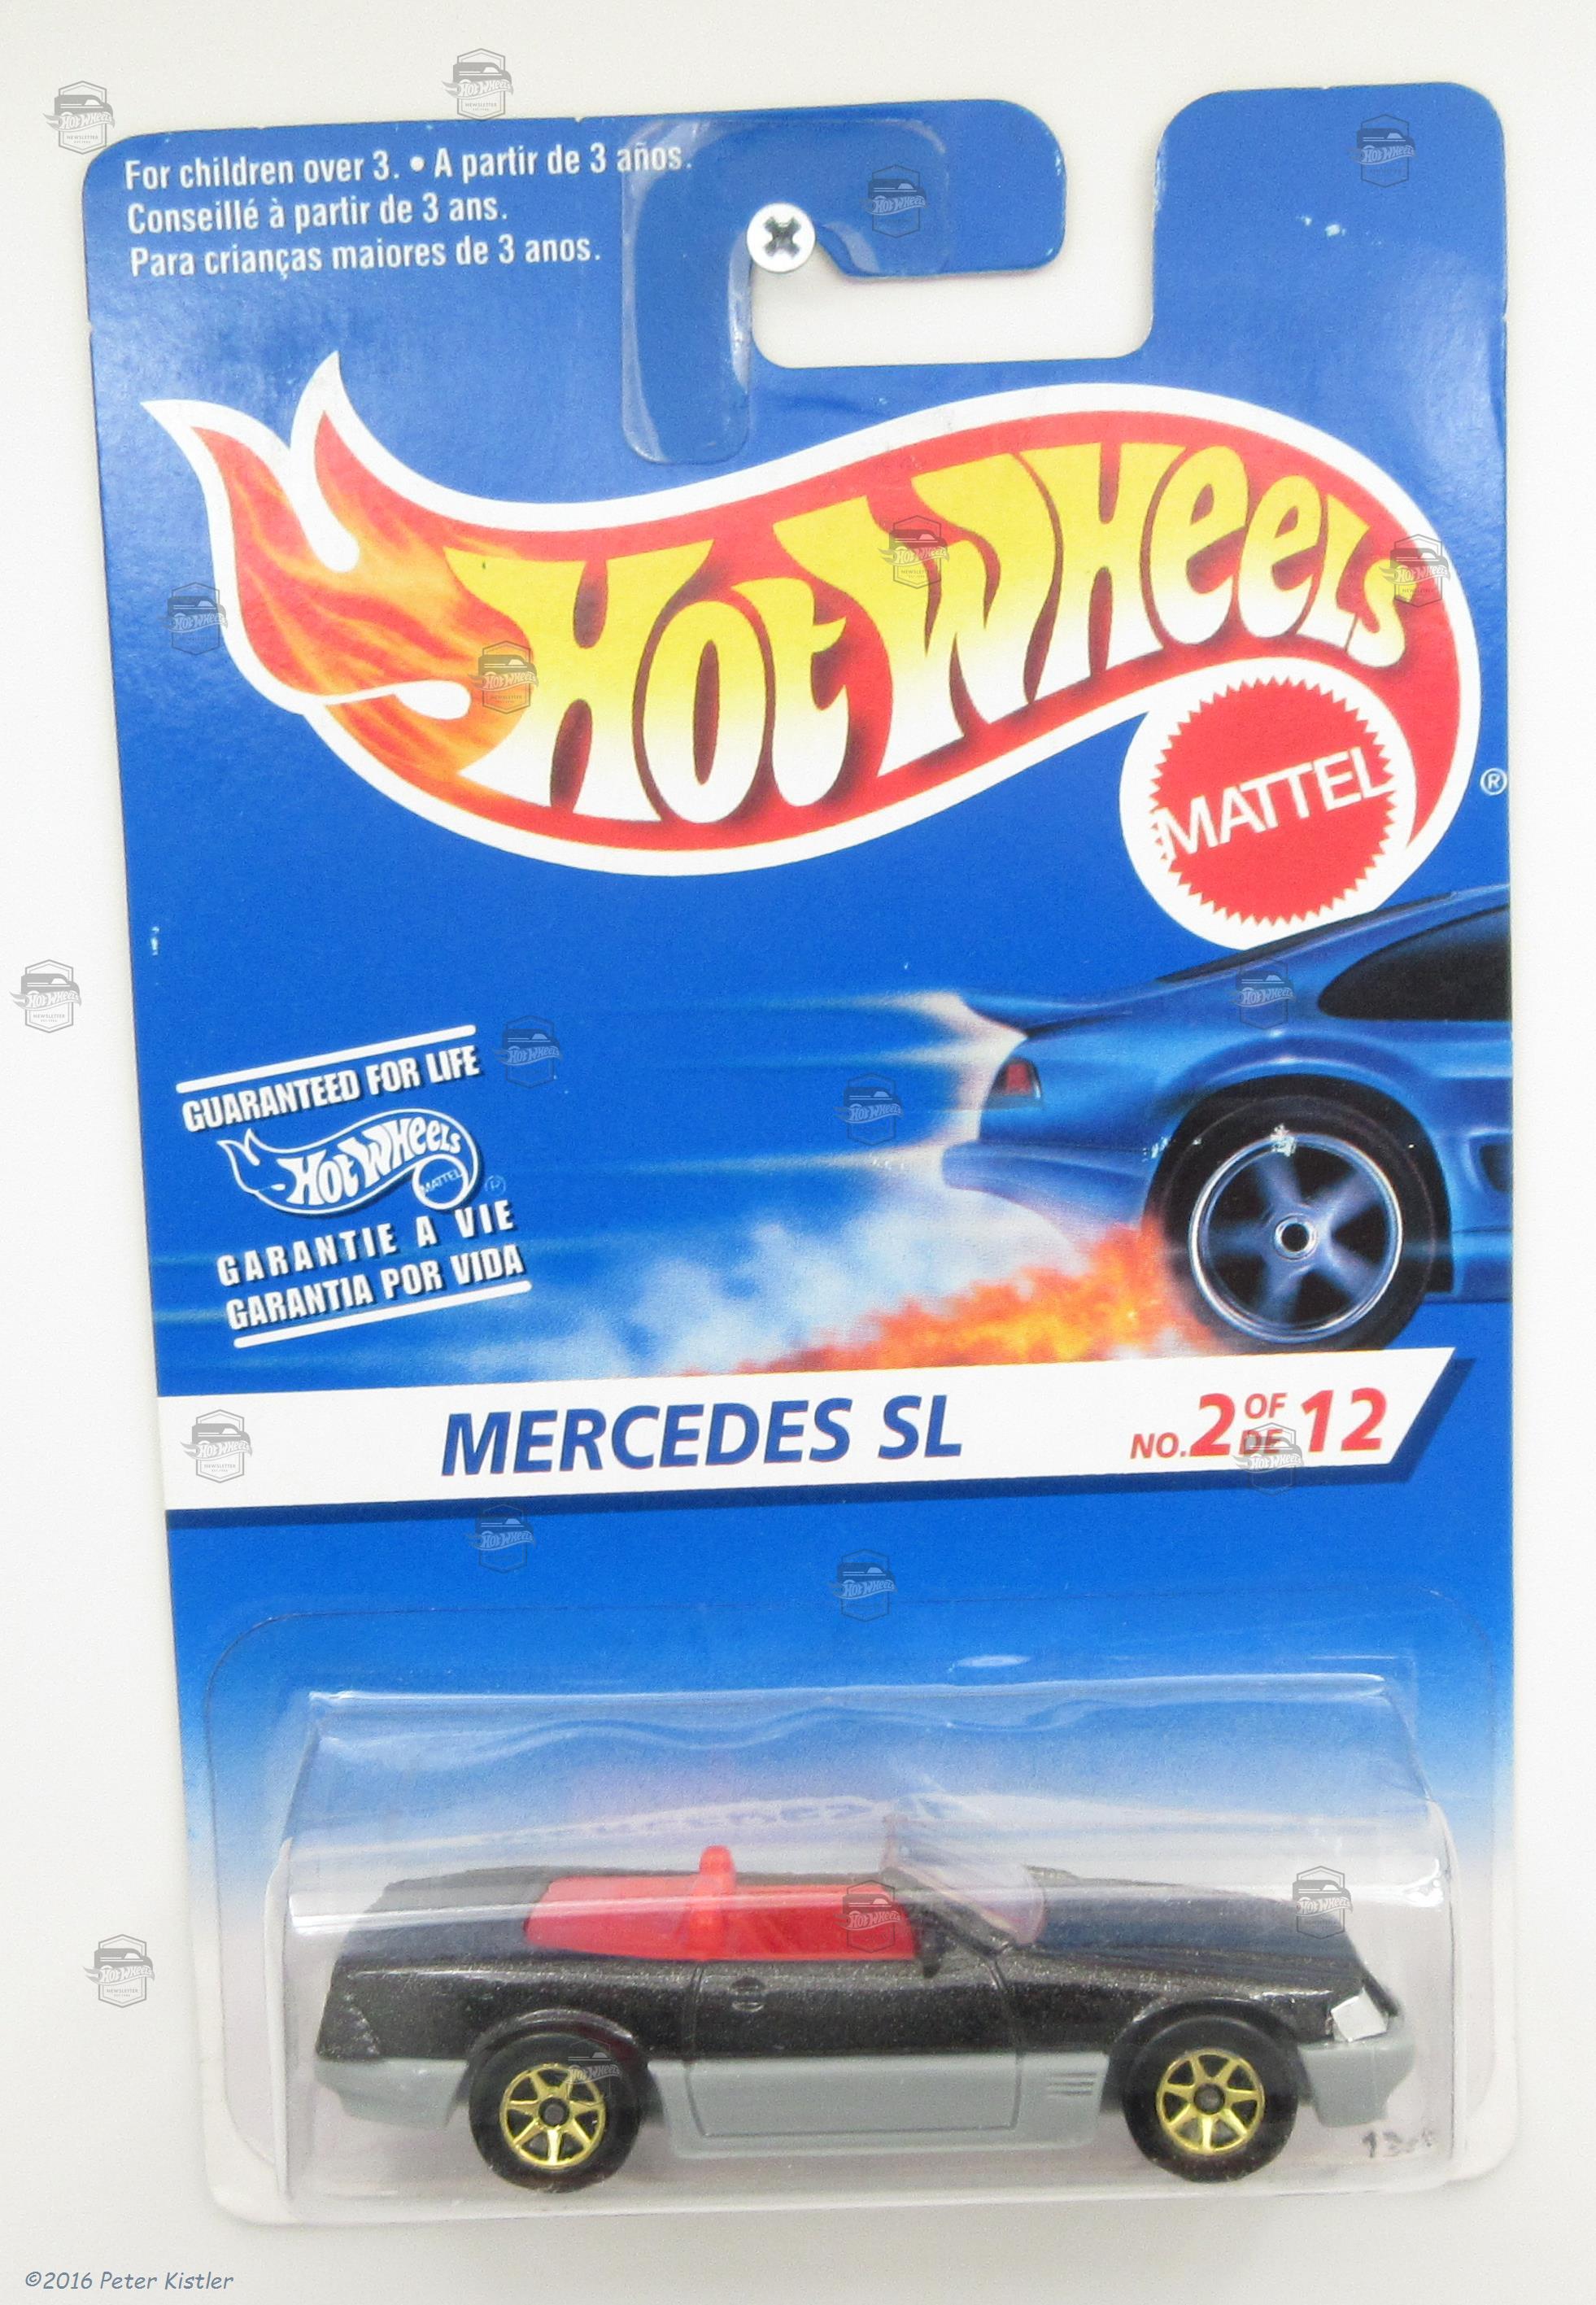 For children over 3. • A partir de 3 años.
Conseillé à partir de 3 ans.
Para crianças maiores de 3 anos.
HOT WHEELS
MATTEL
®
GUARANTEED FOR LIFE
HOT WHEELS
MATTEL
®
GARANTIE A VIE
GARANTIA POR VIDA
MERCEDES SL
NO. 2 OF DE 12
©2016 Peter Kistler